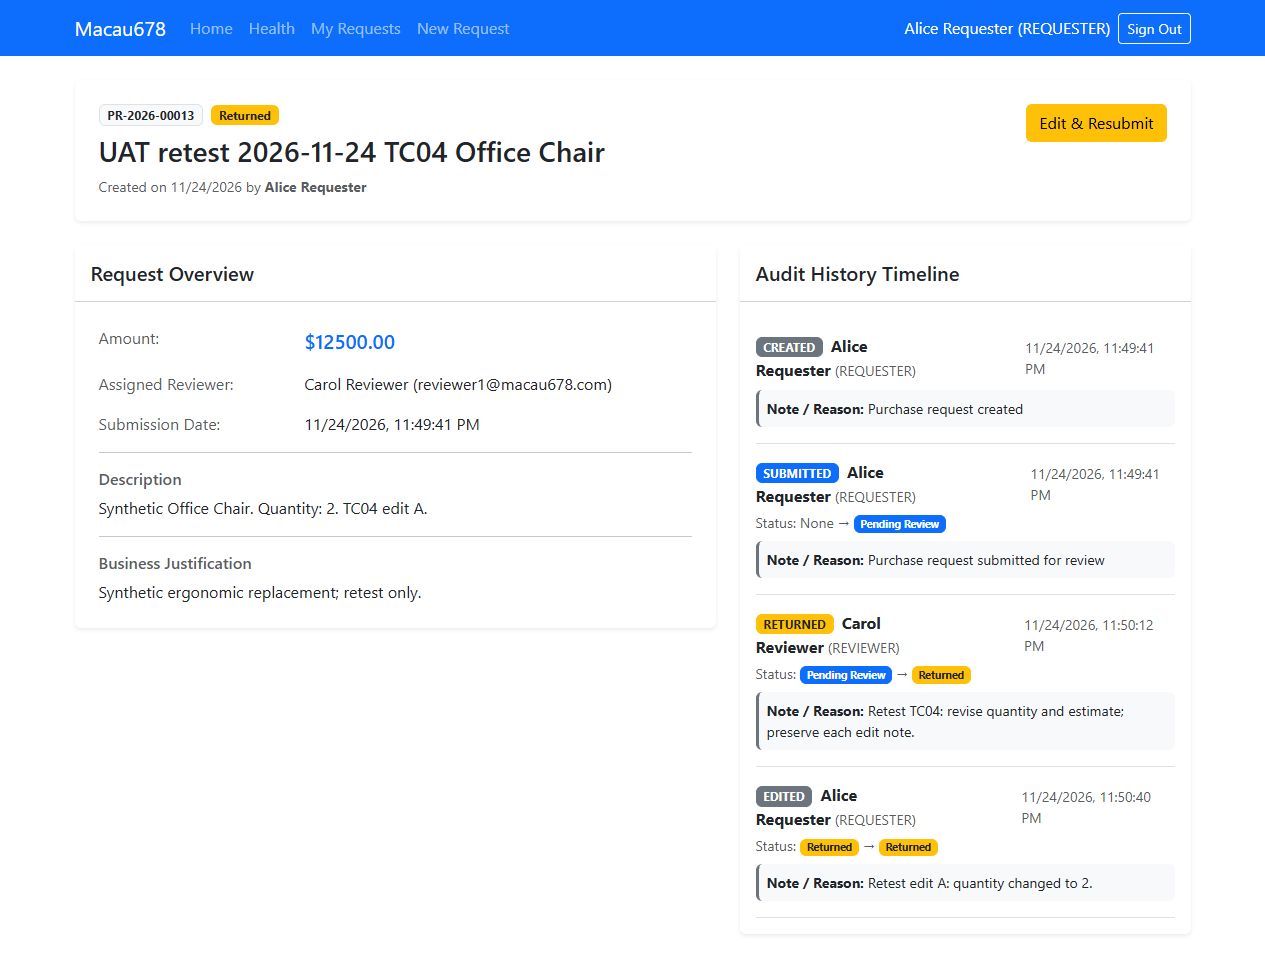 Macau678 Home Health My Requests New Request Alice Requester (REQUESTER) Sign Out
PR-2026-00013 Returned
Edit & Resubmit
UAT retest 2026-11-24 TC04 Office Chair
Created on 11/24/2026 by Alice Requester
Request Overview
Amount: $12500.00
Assigned Reviewer: Carol Reviewer (reviewer1@macau678.com)
Submission Date: 11/24/2026, 11:49:41 PM
Description
Synthetic Office Chair. Quantity: 2. TC04 edit A.
Business Justification
Synthetic ergonomic replacement; retest only.
Audit History Timeline
CREATED Alice
Requester (REQUESTER)
11/24/2026, 11:49:41
PM
Note / Reason: Purchase request created
SUBMITTED Alice
Requester (REQUESTER)
11/24/2026, 11:49:41
PM
Status: None → Pending Review
Note / Reason: Purchase request submitted for review
RETURNED Carol
Reviewer (REVIEWER)
11/24/2026, 11:50:12
PM
Status: Pending Review → Returned
Note / Reason: Retest TC04: revise quantity and estimate;
preserve each edit note.
EDITED Alice
Requester (REQUESTER)
11/24/2026, 11:50:40
PM
Status: Returned → Returned
Note / Reason: Retest edit A: quantity changed to 2.